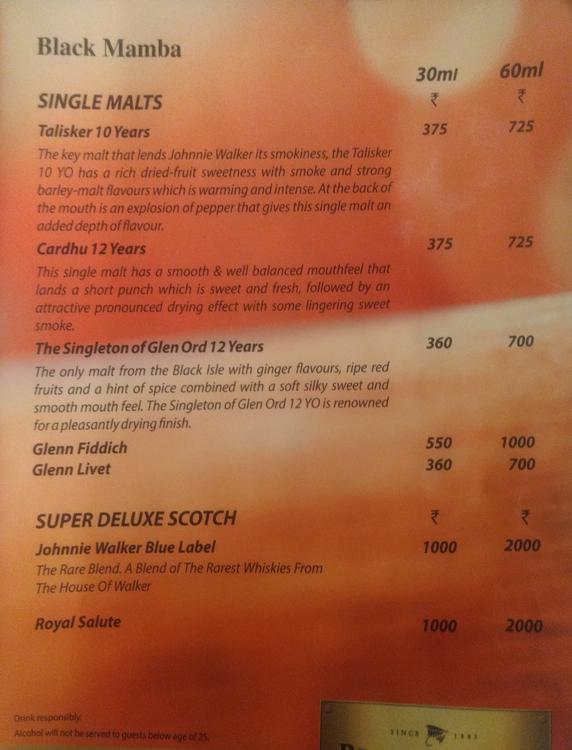 Black Mamba
30ml 60ml
SINGLE MALTS ₹ ₹
Talisker 10 Years 375 725
The key malt that lends Johnnie Walker its smokiness, the Talisker
10 YO has a rich dried-fruit sweetness with smoke and strong
barley-malt flavours which is warming and intense. At the back of
the mouth is an explosion of pepper that gives this single malt an
added depth of flavour.
Cardhu 12 Years 375 725
This single malt has a smooth & well balanced mouthfeel that
lands a short punch which is sweet and fresh, followed by an
attractive pronounced drying effect with some lingering sweet
smoke.
The Singleton of Glen Ord 12 Years 360 700
The only malt from the Black Isle with ginger flavours, ripe red
fruits and a hint of spice combined with a soft silky sweet and
smooth mouth feel. The Singleton of Glen Ord 12 YO is renowned
for a pleasantly drying finish.
Glenn Fiddich 550 1000
Glenn Livet 360 700
SUPER DELUXE SCOTCH ₹ ₹
Johnnie Walker Blue Label 1000 2000
The Rare Blend. A Blend of The Rarest Whiskies From
The House Of Walker
Royal Salute 1000 2000
Drink responsibly.
Alcohol will not be served to guests below age of 25.
SINCE